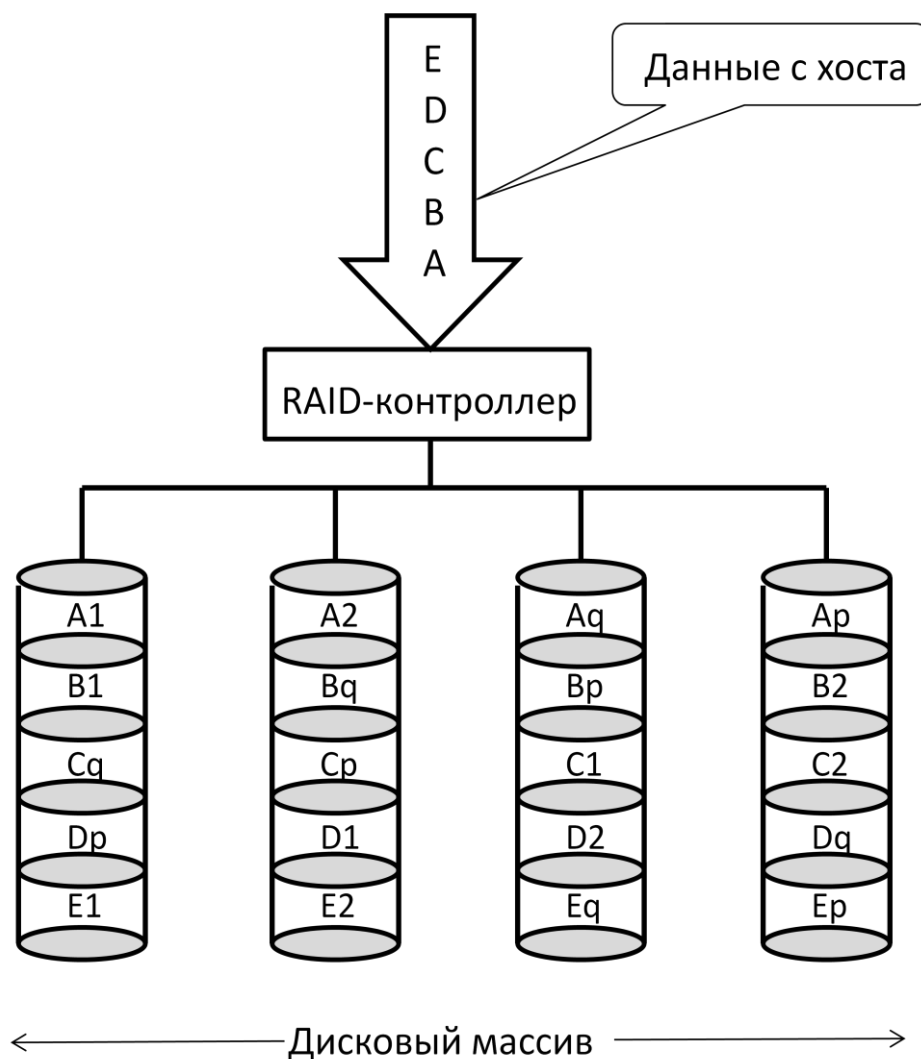 E
D
C
B
A
Данные с хоста
RAID-контроллер
A1 A2 Aq Ap
B1 Bq Bp B2
Cq Cp C1 C2
Dp D1 D2 Dq
E1 E2 Eq Ep
Дисковый массив